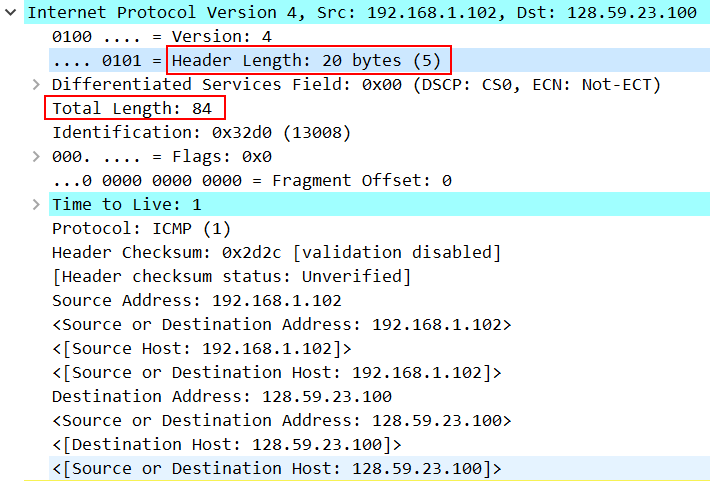 Internet Protocol Version 4, Src: 192.168.1.102, Dst: 128.59.23.100
0100 .... = Version: 4
.... 0101 = Header Length: 20 bytes (5)
Differentiated Services Field: 0x00 (DSCP: CS0, ECN: Not-ECT)
Total Length: 84
Identification: 0x32d0 (13008)
000. .... = Flags: 0x0
...0 0000 0000 0000 = Fragment Offset: 0
Time to Live: 1
Protocol: ICMP (1)
Header Checksum: 0x2d2c [validation disabled]
[Header checksum status: Unverified]
Source Address: 192.168.1.102
<Source or Destination Address: 192.168.1.102>
<[Source Host: 192.168.1.102]>
<[Source or Destination Host: 192.168.1.102]>
Destination Address: 128.59.23.100
<Source or Destination Address: 128.59.23.100>
<[Destination Host: 128.59.23.100]>
<[Source or Destination Host: 128.59.23.100]>